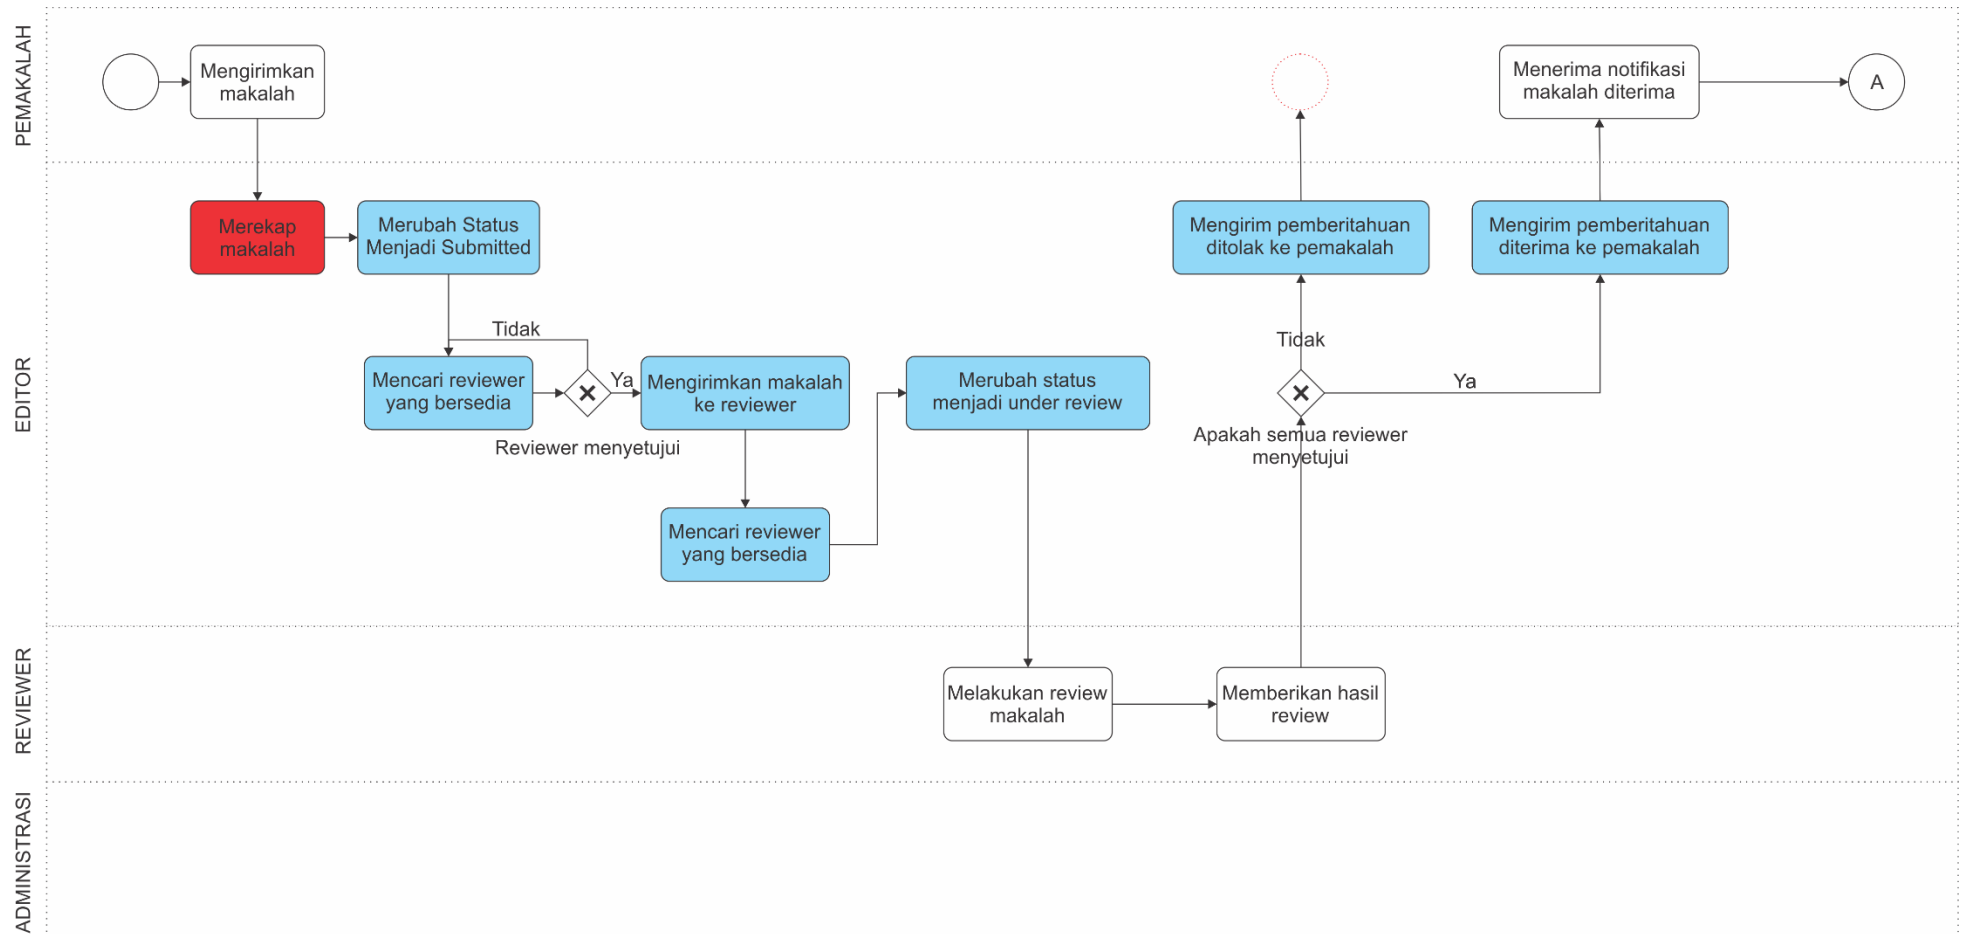 PEMAKALAH
Mengirimkan
makalah
Menerima notifikasi
makalah diterima
A
EDITOR
Merekap
makalah
Merubah Status
Menjadi Submitted
Mengirim pemberitahuan
ditolak ke pemakalah
Mengirim pemberitahuan
diterima ke pemakalah
Tidak
Mencari reviewer
yang bersedia
Ya
Mengirimkan makalah
ke reviewer
Reviewer menyetujui
Merubah status
menjadi under review
Tidak
Ya
Apakah semua reviewer
menyetujui
Mencari reviewer
yang bersedia
REVIEWER
Melakukan review
makalah
Memberikan hasil
review
ADMINISTRASI